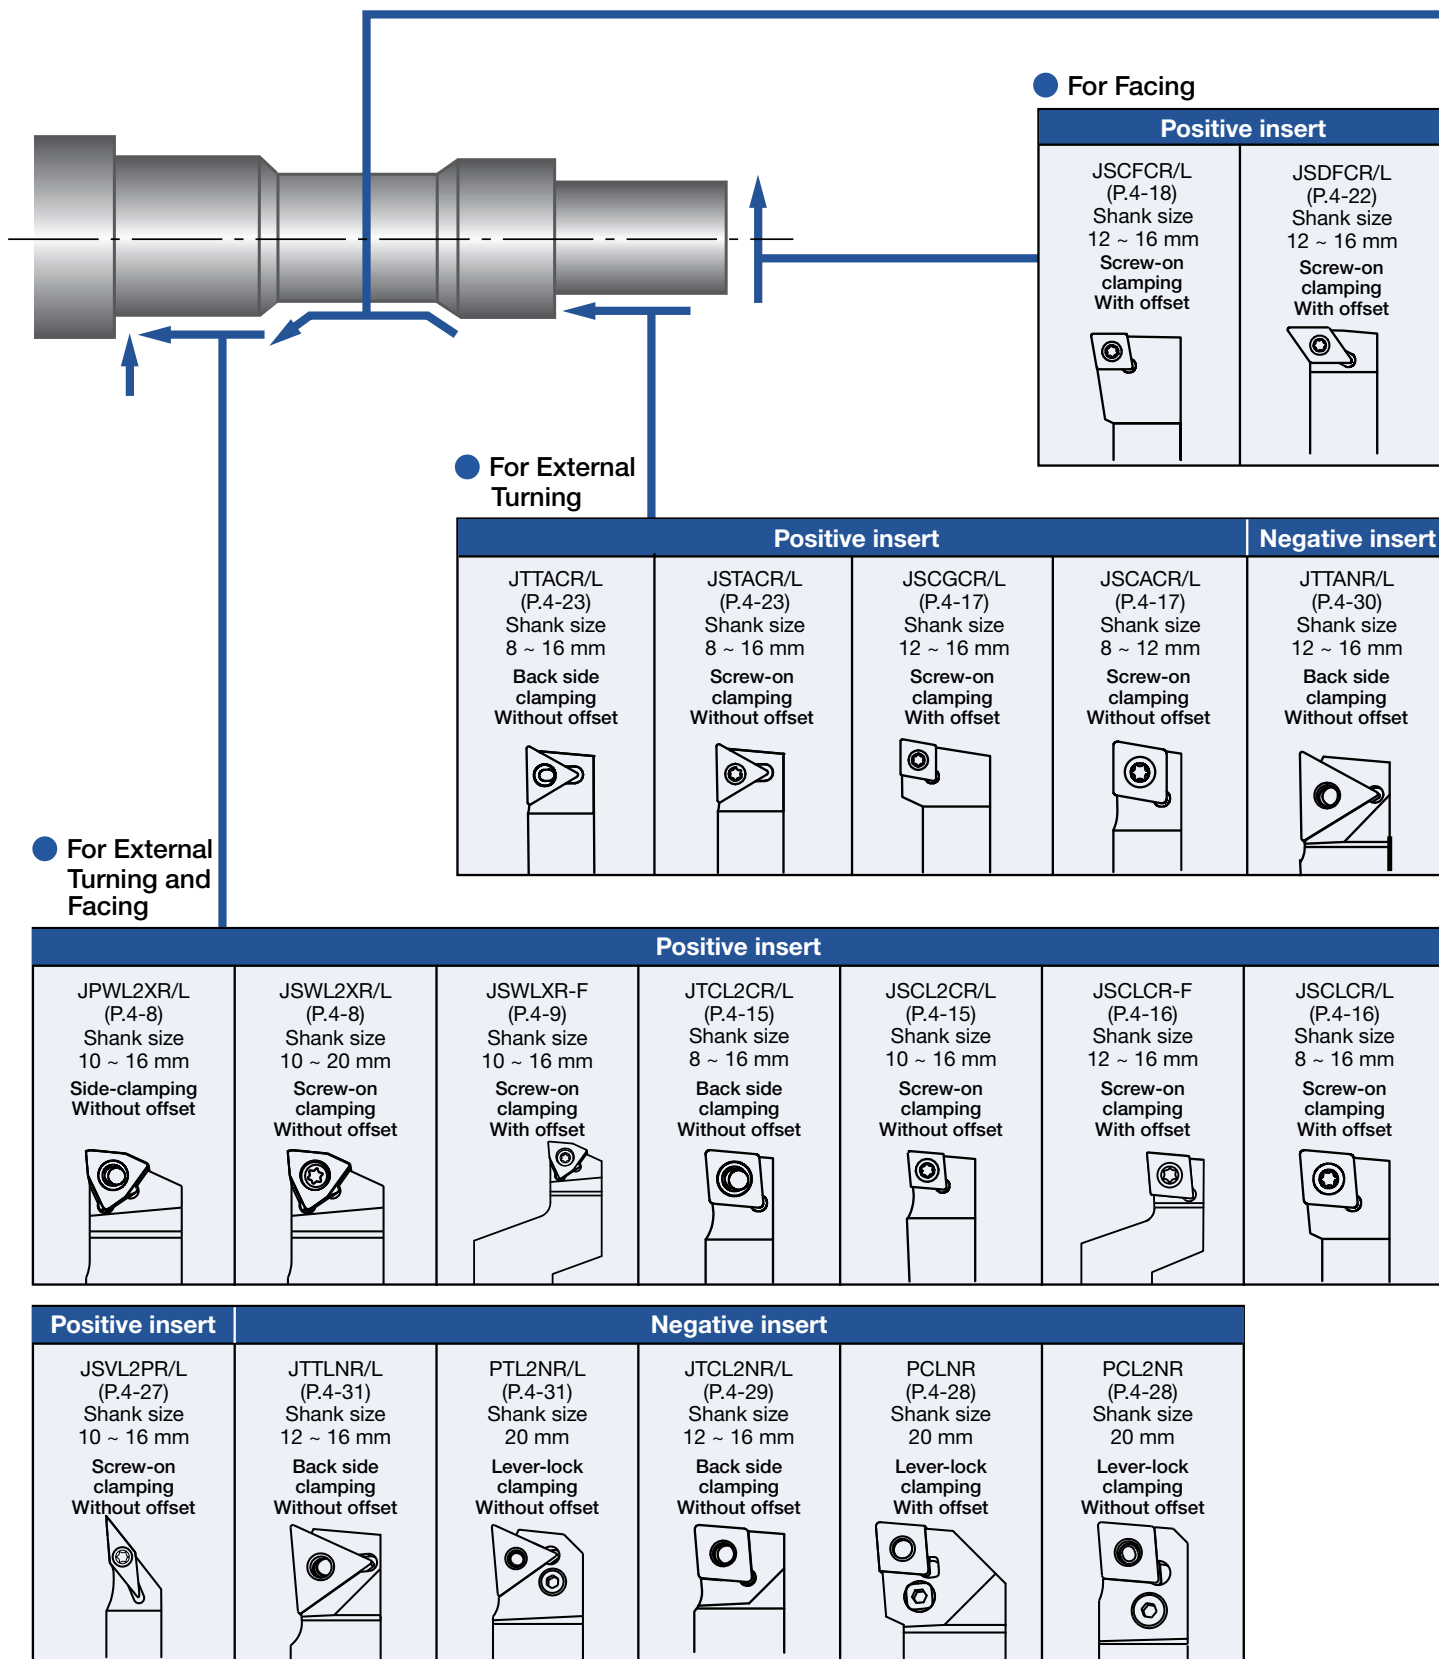 For Facing
Positive insert
JSCFCR/L
(P.4-18)
Shank size
12 ~ 16 mm
Screw-on
clamping
With offset
JSDFCR/L
(P.4-22)
Shank size
12 ~ 16 mm
Screw-on
clamping
With offset
For External
Turning
Positive insert
Negative insert
JTTACR/L
(P.4-23)
Shank size
8 ~ 16 mm
Back side
clamping
Without offset
JSTACR/L
(P.4-23)
Shank size
8 ~ 16 mm
Screw-on
clamping
Without offset
JSCGCR/L
(P.4-17)
Shank size
12 ~ 16 mm
Screw-on
clamping
With offset
JSCACR/L
(P.4-17)
Shank size
8 ~ 12 mm
Screw-on
clamping
Without offset
JTTANR/L
(P.4-30)
Shank size
12 ~ 16 mm
Back side
clamping
Without offset
For External
Turning and
Facing
Positive insert
JPWL2XR/L
(P.4-8)
Shank size
10 ~ 16 mm
Side-clamping
Without offset
JSWL2XR/L
(P.4-8)
Shank size
10 ~ 20 mm
Screw-on
clamping
Without offset
JSWLXR-F
(P.4-9)
Shank size
10 ~ 16 mm
Screw-on
clamping
With offset
JTCL2CR/L
(P.4-15)
Shank size
8 ~ 16 mm
Back side
clamping
Without offset
JSCL2CR/L
(P.4-15)
Shank size
10 ~ 16 mm
Screw-on
clamping
Without offset
JSCLCR-F
(P.4-16)
Shank size
12 ~ 16 mm
Screw-on
clamping
With offset
JSCLCR/L
(P.4-16)
Shank size
8 ~ 16 mm
Screw-on
clamping
With offset
Positive insert
Negative insert
JSVL2PR/L
(P.4-27)
Shank size
10 ~ 16 mm
Screw-on
clamping
Without offset
JTTLNR/L
(P.4-31)
Shank size
12 ~ 16 mm
Back side
clamping
Without offset
PTL2NR/L
(P.4-31)
Shank size
20 mm
Lever-lock
clamping
Without offset
JTCL2NR/L
(P.4-29)
Shank size
12 ~ 16 mm
Back side
clamping
Without offset
PCLNR
(P.4-28)
Shank size
20 mm
Lever-lock
clamping
With offset
PCL2NR
(P.4-28)
Shank size
20 mm
Lever-lock
clamping
Without offset